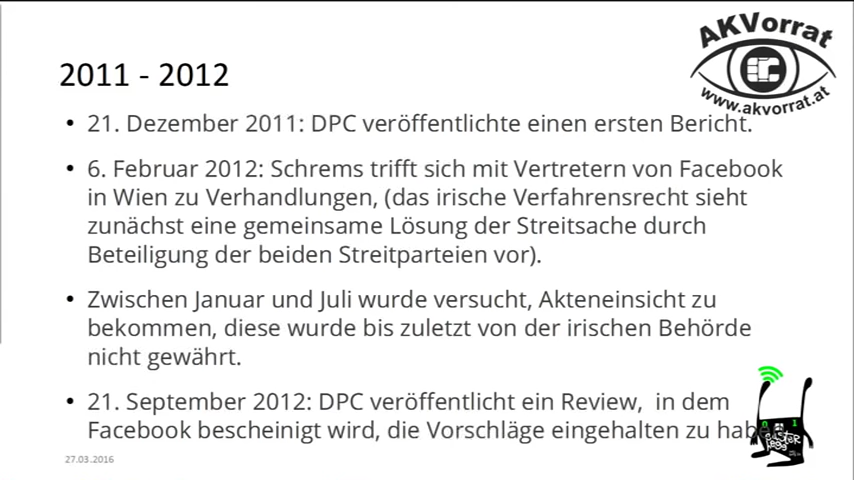 AKVorrat
www.akvorrat.at
2011 - 2012
• 21. Dezember 2011: DPC veröffentlichte einen ersten Bericht.
• 6. Februar 2012: Schrems trifft sich mit Vertretern von Facebook
in Wien zu Verhandlungen, (das irische Verfahrensrecht sieht
zunächst eine gemeinsame Lösung der Streitsache durch
Beteiligung der beiden Streitparteien vor).
• Zwischen Januar und Juli wurde versucht, Akteneinsicht zu
bekommen, diese wurde bis zuletzt von der irischen Behörde
nicht gewährt.
• 21. September 2012: DPC veröffentlicht ein Review, in dem
Facebook bescheinigt wird, die Vorschläge eingehalten zu habe
27.03.2016